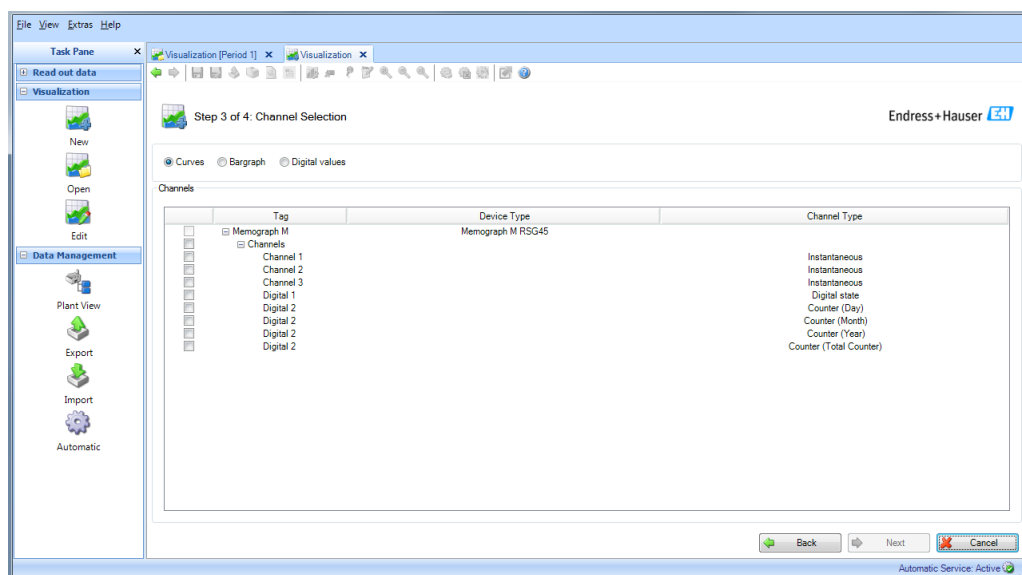 File View Extras Help
Task Pane
Visualization [Period 1] Visualization
Read out data
Visualization
New
Open
Edit
Data Management
Plant View
Export
Import
Automatic
Step 3 of 4: Channel Selection
Endress+Hauser EH
Curves Bargraph Digital values
Channels
Tag Device Type Channel Type
Memograph M Memograph M RSG45
Channels
Channel 1 Instantaneous
Channel 2 Instantaneous
Channel 3 Instantaneous
Digital 1 Digital state
Digital 2 Counter (Day)
Digital 2 Counter (Month)
Digital 2 Counter (Year)
Digital 2 Counter (Total Counter)
Back Next Cancel
Automatic Service: Active